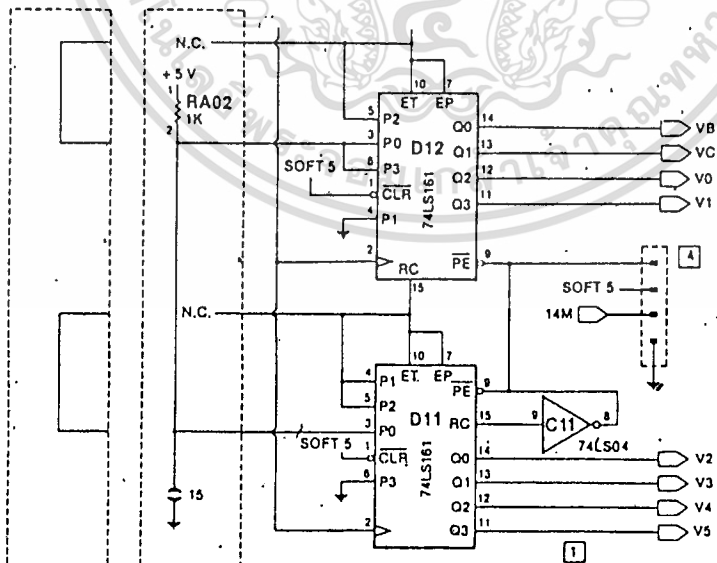 N.C.
+5 V
1
RA02
1K
2
10
7
ET
EP
5
P2
3
P0
6
P3
D12
SOFT 5
1
CLR
4
P1
74LS161
2
RC
15
Q0
14
VB
Q1
13
VC
Q2
12
V0
Q3
11
V1
PE
9
4
SOFT 5
14M
N.C.
10
7
ET
EP
4
P1
5
P2
3
P0
D11
SOFT 5
1
CLR
6
P3
74LS161
2
PE
9
RC
15
9
C11
8
74LS04
Q0
14
V2
Q1
13
V3
Q2
12
V4
Q3
11
V5
15
1